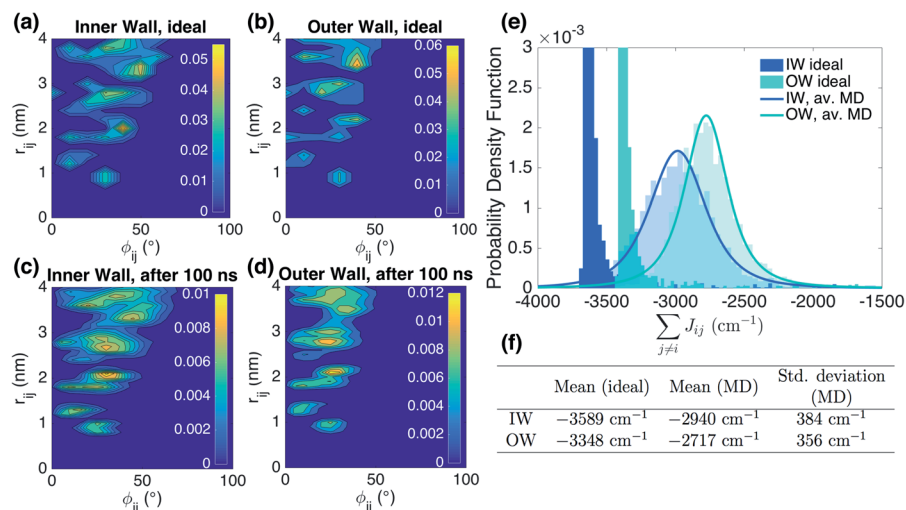 (a)
Inner Wall, ideal
4
3
2
1
0
r_ij (nm)
0.05
0.04
0.03
0.02
0.01
0
0
50
100
ϕ_ij (°)
(b)
Outer Wall, ideal
4
3
2
1
0
r_ij (nm)
0.06
0.05
0.04
0.03
0.02
0.01
0
0
50
100
ϕ_ij (°)
(c)
Inner Wall, after 100 ns
4
3
2
1
0
r_ij (nm)
0.01
0.008
0.006
0.004
0.002
0
0
50
100
ϕ_ij (°)
(d)
Outer Wall, after 100 ns
4
3
2
1
0
r_ij (nm)
0.012
0.01
0.008
0.006
0.004
0.002
0
0
50
100
ϕ_ij (°)
(e)
×10⁻³
3
2.5
2
1.5
1
0.5
0
Probability Density Function
IW ideal
OW ideal
IW, av. MD
OW, av. MD
-4000
-3500
-3000
-2500
-2000
-1500
∑ J_ij (cm⁻¹)
j≠i
(f)
Mean (ideal) Mean (MD) Std. deviation
(MD)
IW −3589 cm⁻¹ −2940 cm⁻¹ 384 cm⁻¹
OW −3348 cm⁻¹ −2717 cm⁻¹ 356 cm⁻¹